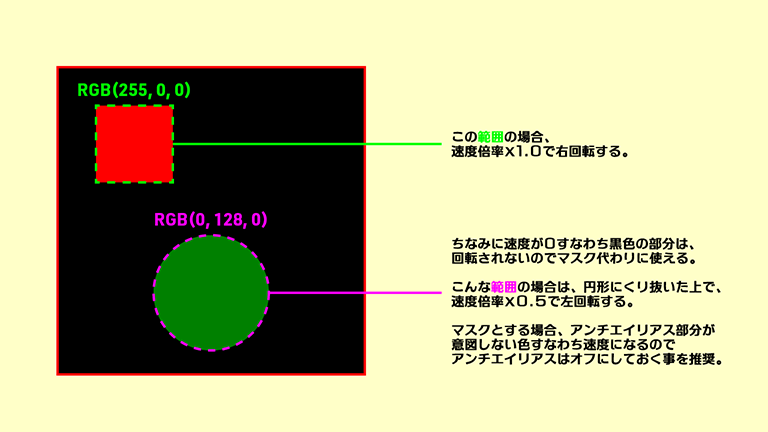 RGB(255, 0, 0)
この範囲の場合、
速度倍率x1.0で右回転する。
RGB(0, 128, 0)
ちなみに速度が0すなわち黒色の部分は、
回転されないのでマスク代わりに使える。
こんな範囲の場合は、円形にくり抜いた上で、
速度倍率x0.5で左回転する。
マスクとする場合、アンチエイリアス部分が
意図しない色すなわち速度になるので
アンチエイリアスはオフにしておく事を推奨。